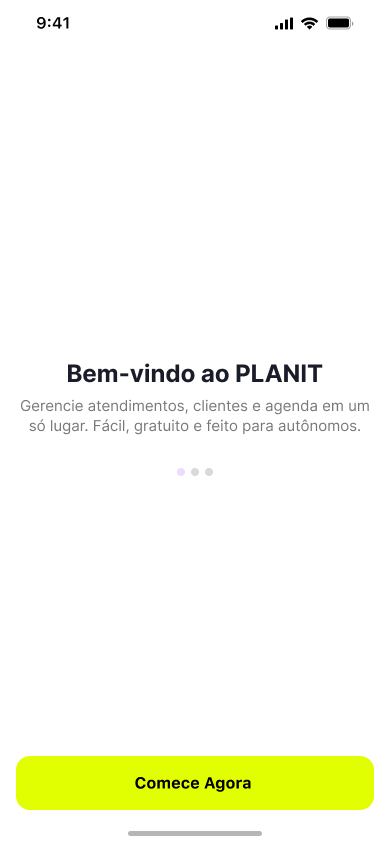 9:41
Bem-vindo ao PLANIT
Gerencie atendimentos, clientes e agenda em um
só lugar. Fácil, gratuito e feito para autônomos.
Comece Agora